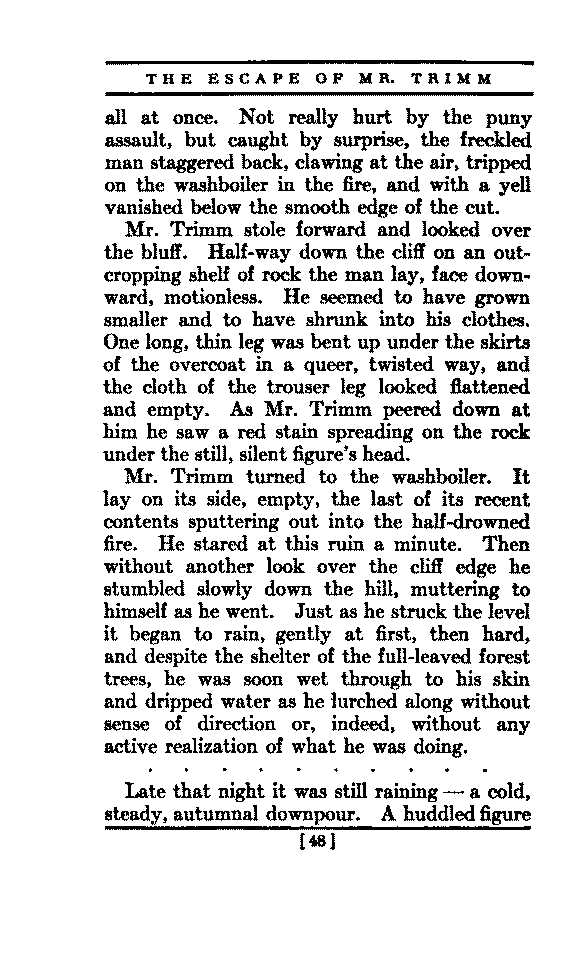 THE ESCAPE OF MR. TRIMM
all at once. Not really hurt by the puny
assault, but caught by surprise, the freckled
man staggered back, clawing at the air, tripped
on the washboiler in the fire, and with a yell
vanished below the smooth edge of the cut.
Mr. Trimm stole forward and looked over
the bluff. Half-way down the cliff on an out-
cropping shelf of rock the man lay, face down-
ward, motionless. He seemed to have grown
smaller and to have shrunk into his clothes.
One long, thin leg was bent up under the skirts
of the overcoat in a queer, twisted way, and
the cloth of the trouser leg looked flattened
and empty. As Mr. Trimm peered down at
him he saw a red stain spreading on the rock
under the still, silent figure's head.
Mr. Trimm turned to the washboiler. It
lay on its side, empty, the last of its recent
contents sputtering out into the half-drowned
fire. He stared at this ruin a minute. Then
without another look over the cliff edge he
stumbled slowly down the hill, muttering to
himself as he went. Just as he struck the level
it began to rain, gently at first, then hard,
and despite the shelter of the full-leaved forest
trees, he was soon wet through to his skin
and dripped water as he lurched along without
sense of direction or, indeed, without any
active realization of what he was doing.
. . . . . . . . . .
Late that night it was still raining — a cold,
steady, autumnal downpour. A huddled figure
[48]